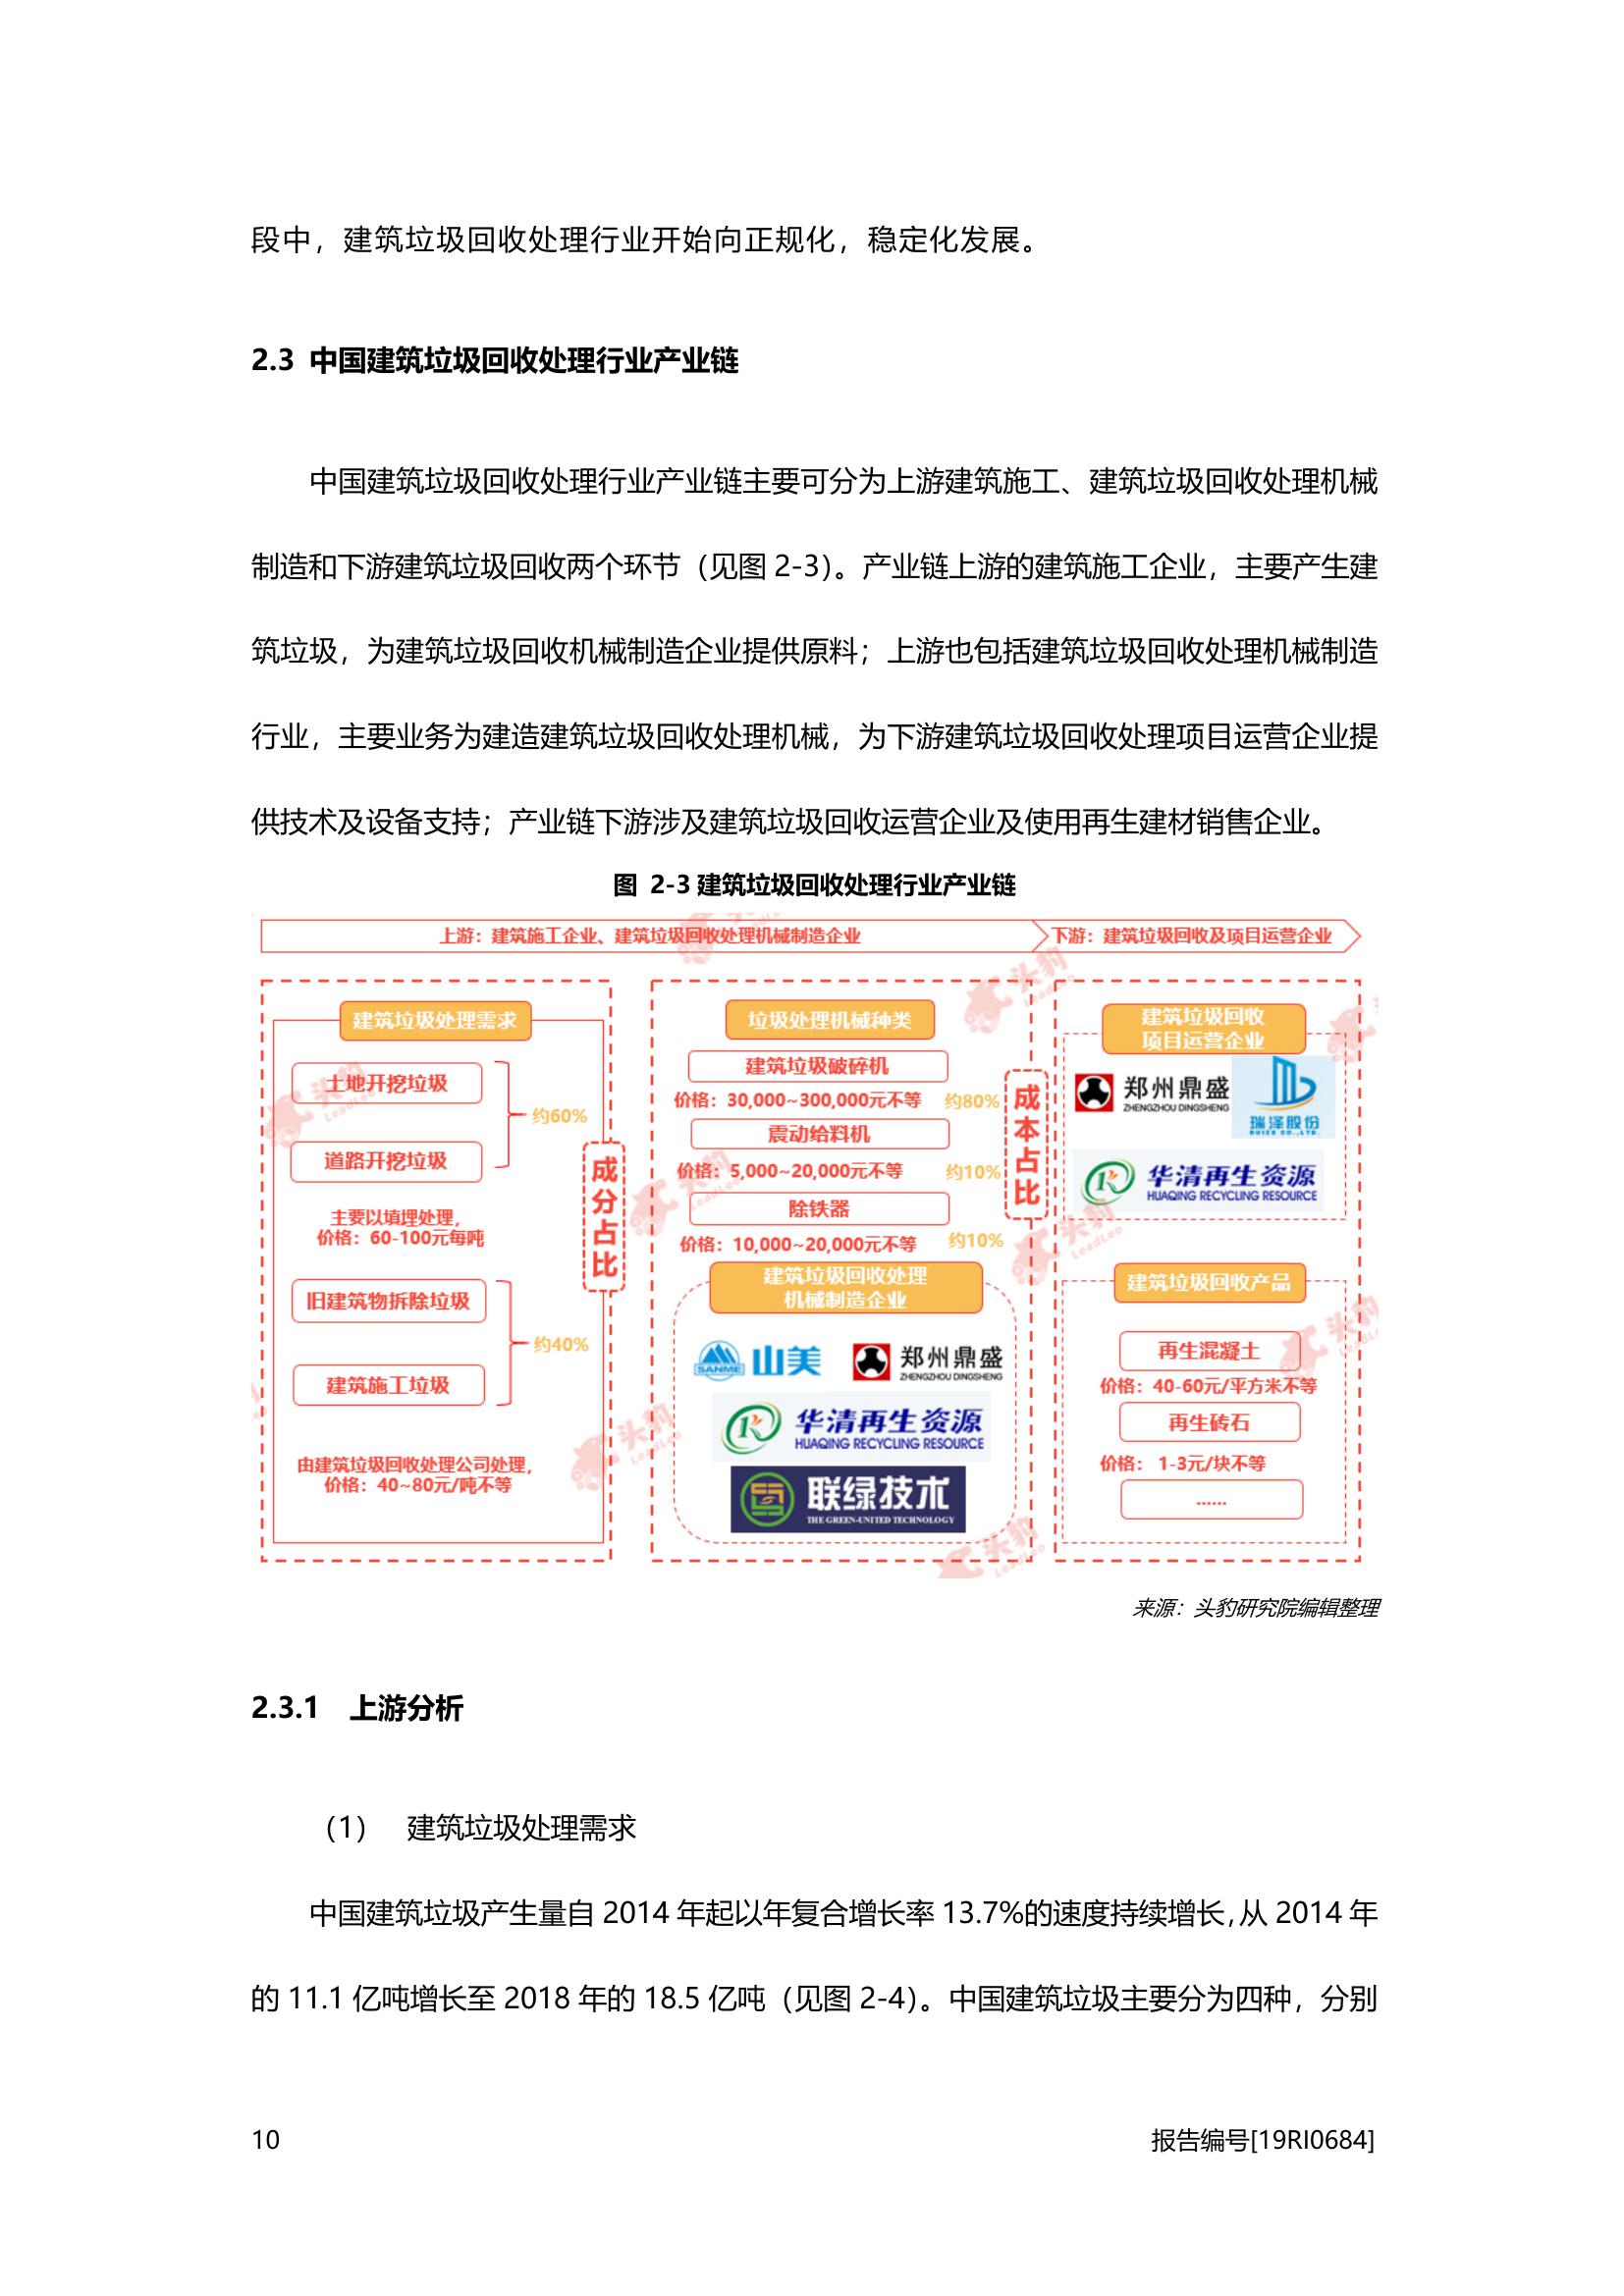 段中，建筑垃圾回收处理行业开始向正规化，稳定化发展。
2.3 中国建筑垃圾回收处理行业产业链
中国建筑垃圾回收处理行业产业链主要可分为上游建筑施工、建筑垃圾回收处理机械
制造和下游建筑垃圾回收两个环节（见图 2-3）。产业链上游的建筑施工企业，主要产生建
筑垃圾，为建筑垃圾回收机械制造企业提供原料；上游也包括建筑垃圾回收处理机械制造
行业，主要业务为建造建筑垃圾回收处理机械，为下游建筑垃圾回收处理项目运营企业提
供技术及设备支持；产业链下游涉及建筑垃圾回收运营企业及使用再生建材销售企业。
图 2-3 建筑垃圾回收处理行业产业链
上游：建筑施工企业、建筑垃圾回收处理机械制造企业
下游：建筑垃圾回收及项目运营企业
建筑垃圾处理需求
土地开挖垃圾
约60%
道路开挖垃圾
主要以填埋处理，
价格：60-100元每吨
旧建筑物拆除垃圾
约40%
建筑施工垃圾
由建筑垃圾回收处理公司处理，
价格：40~80元/吨不等
成分占比
垃圾处理机械种类
建筑垃圾破碎机
价格：30,000~300,000元不等 约80%
震动给料机
价格：5,000~20,000元不等 约10%
除铁器
价格：10,000~20,000元不等 约10%
成本占比
建筑垃圾回收处理
机械制造企业
SANME 山美
郑州鼎盛
ZHENGZHOU DINGSHENG
华清再生资源
HUAQING RECYCLING RESOURCE
联绿技术
THE GREEN-UNITED TECHNOLOGY
建筑垃圾回收
项目运营企业
郑州鼎盛
ZHENGZHOU DINGSHENG
瑞泽股份
RUIZE CO.,LTD.
华清再生资源
HUAQING RECYCLING RESOURCE
建筑垃圾回收产品
再生混凝土
价格：40-60元/平方米不等
再生砖石
价格： 1-3元/块不等
......
头豹
LeadLeo
来源：头豹研究院编辑整理
2.3.1 上游分析
（1） 建筑垃圾处理需求
中国建筑垃圾产生量自 2014 年起以年复合增长率 13.7%的速度持续增长，从 2014 年
的 11.1 亿吨增长至 2018 年的 18.5 亿吨（见图 2-4）。中国建筑垃圾主要分为四种，分别
10
报告编号[19RI0684]